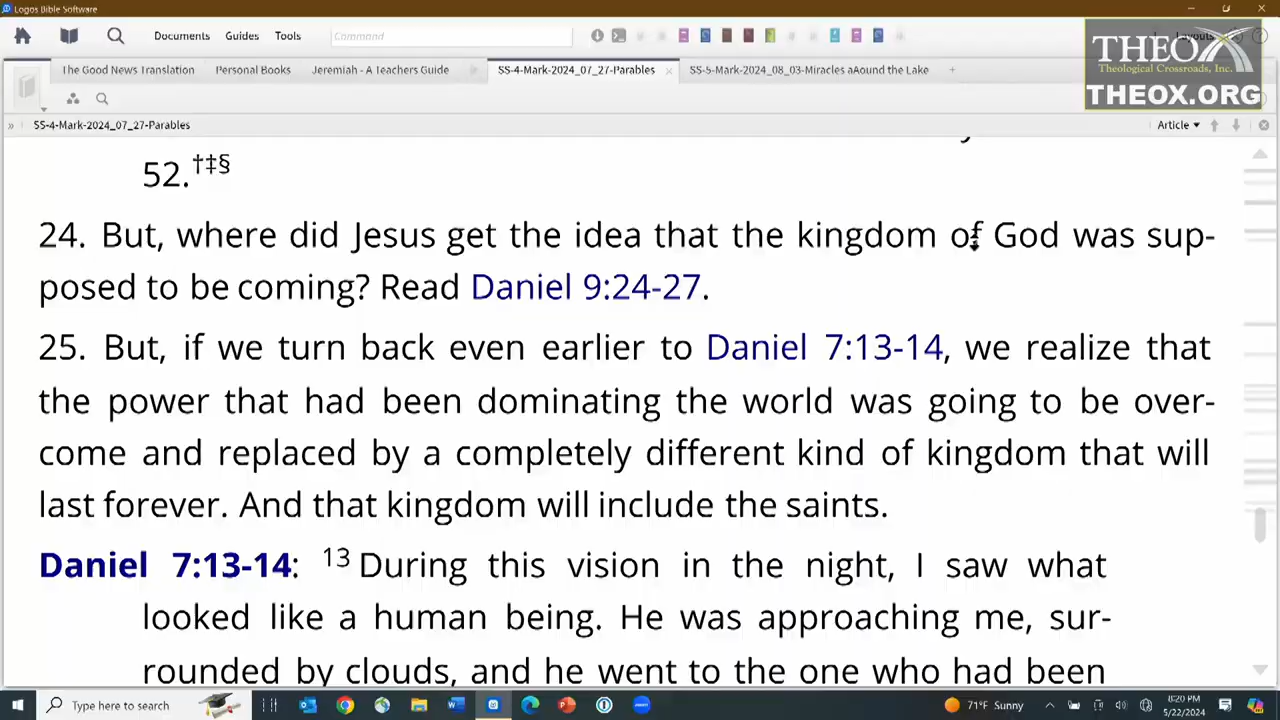 Logos Bible Software
Documents Guides Tools Command Layouts
The Good News Translation Personal Books Jeremiah - A Teachers Gu SS-4-Mark-2024_07_27-Parables SS-5-Mark-2024_08_03-Miracles aAound the Lake
THEOX
Theological Crossroads, Inc.
THEOX.ORG
SS-4-Mark-2024_07_27-Parables Article
52.†‡§
24. But, where did Jesus get the idea that the kingdom of God was sup-
posed to be coming? Read Daniel 9:24-27.
25. But, if we turn back even earlier to Daniel 7:13-14, we realize that
the power that had been dominating the world was going to be over-
come and replaced by a completely different kind of kingdom that will
last forever. And that kingdom will include the saints.
Daniel 7:13-14: 13 During this vision in the night, I saw what
looked like a human being. He was approaching me, sur-
rounded by clouds, and he went to the one who had been
Type here to search 71°F Sunny 8:20 PM
5/22/2024